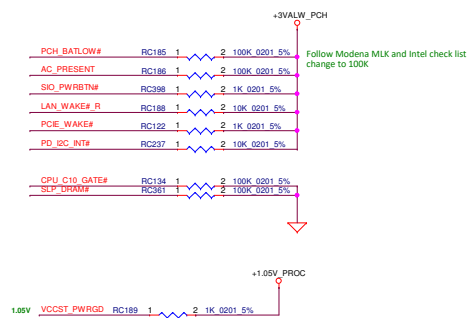 +3VALW_PCH
PCH_BATLOW# RC185 1 2 100K_0201_5%
Follow Modena MLK and Intel check list
change to 100K
AC_PRESENT RC186 1 2 100K_0201_5%
SIO_PWRBTN# RC398 1 2 1K_0201_5%
LAN_WAKE#_R RC188 1 2 10K_0201_5%
PCIE_WAKE# RC122 1 2 1K_0201_5%
PD_I2C_INT# RC237 1 2 10K_0201_5%
CPU_C10_GATE# RC134 1 2 100K_0201_5%
SLP_DRAM# RC361 1 2 100K_0201_5%
+1.05V_PROC
1.05V VCCST_PWRGD RC189 1 2 1K_0201_5%